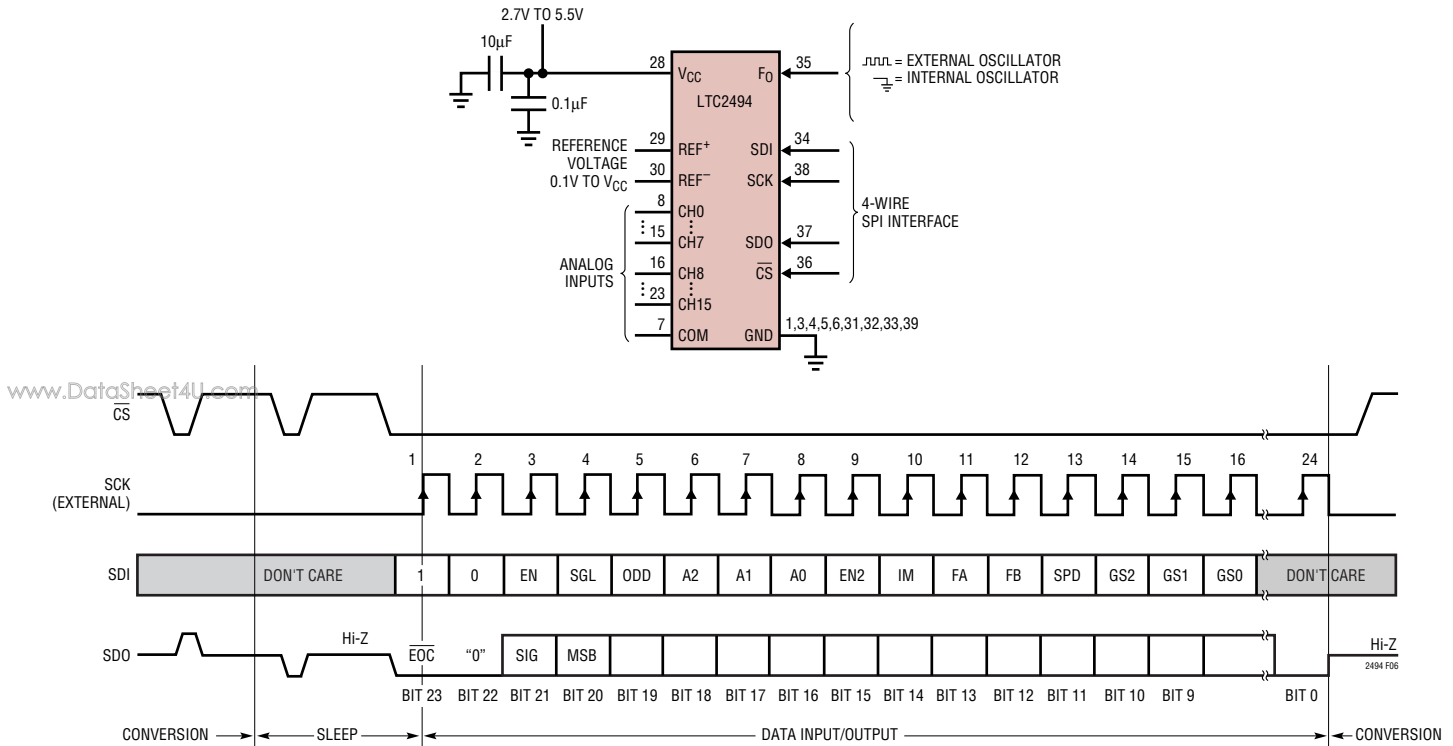 2.7V TO 5.5V
10µF
0.1µF
28 VCC FO 35
= EXTERNAL OSCILLATOR
= INTERNAL OSCILLATOR
LTC2494
REFERENCE
VOLTAGE
0.1V TO VCC
29 REF+ SDI 34
30 REF– SCK 38
8 CH0
15 CH7 SDO 37
16 CH8 CS 36
23 CH15
7 COM GND 1,3,4,5,6,31,32,33,39
ANALOG
INPUTS
4-WIRE
SPI INTERFACE
www.DataSheet4U.com
CS
1 2 3 4 5 6 7 8 9 10 11 12 13 14 15 16 24
SCK
(EXTERNAL)
SDI DON'T CARE 1 0 EN SGL ODD A2 A1 A0 EN2 IM FA FB SPD GS2 GS1 GS0 DON'T CARE
SDO Hi-Z EOC “0” SIG MSB Hi-Z
2494 F06
BIT 23 BIT 22 BIT 21 BIT 20 BIT 19 BIT 18 BIT 17 BIT 16 BIT 15 BIT 14 BIT 13 BIT 12 BIT 11 BIT 10 BIT 9 BIT 0
CONVERSION SLEEP DATA INPUT/OUTPUT CONVERSION